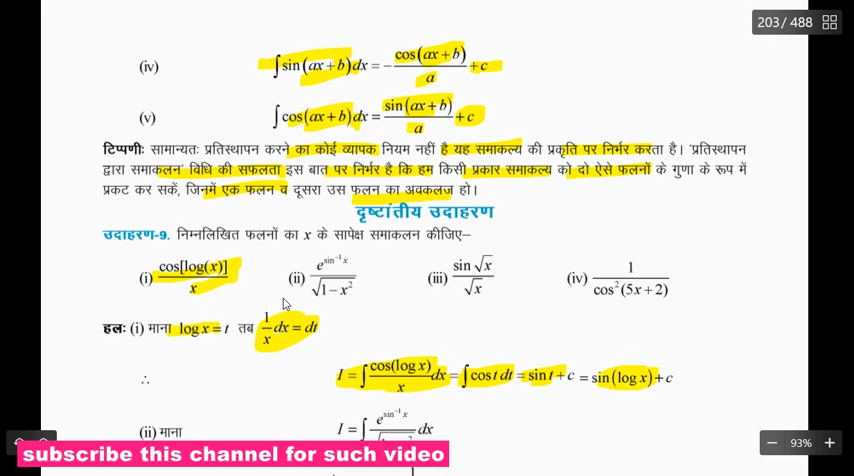 203 / 488
(iv) ∫ sin (ax + b) dx = − cos (ax + b) / a + c
(v) ∫ cos (ax + b) dx = sin (ax + b) / a + c
टिप्पणी: सामान्यतः प्रतिस्थापन करने का कोई व्यापक नियम नहीं है यह समाकल्य की प्रकृति पर निर्भर करता है। 'प्रतिस्थापन
द्वारा समाकलन' विधि की सफलता इस बात पर निर्भर है कि हम किसी प्रकार समाकल्य को दो ऐसे फलनों के गुणा के रूप में
प्रकट कर सकें, जिनमें एक फलन व दूसरा उस फलन का अवकलज हो।
दृष्टांतीय उदाहरण
उदाहरण-9. निम्नलिखित फलनों का x के सापेक्ष समाकलन कीजिए–
(i) cos[log(x)] / x (ii) e^(sin⁻¹ x) / √(1 − x²) (iii) sin √x / √x (iv) 1 / cos² (5x + 2)
हल: (i) माना log x = t तब 1/x dx = dt
∴ I = ∫ cos(log x) / x dx = ∫ cos t dt = sin t + c = sin (log x) + c
(ii) माना I = ∫ e^(sin⁻¹ x) dx
subscribe this channel for such video
93%